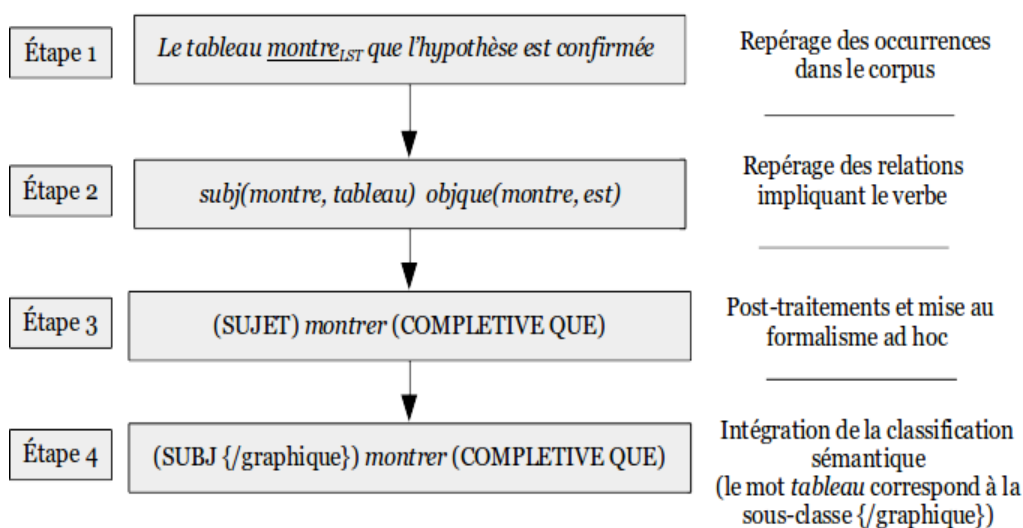 Étape 1
Le tableau montreLST que l'hypothèse est confirmée
Repérage des occurrences
dans le corpus
Étape 2
subj(montre, tableau) objque(montre, est)
Repérage des relations
impliquant le verbe
Étape 3
(SUJET) montrer (COMPLETIVE QUE)
Post-traitements et mise au
formalisme ad hoc
Étape 4
(SUBJ {/graphique}) montrer (COMPLETIVE QUE)
Intégration de la classification
sémantique
(le mot tableau correspond à la
sous-classe {/graphique})